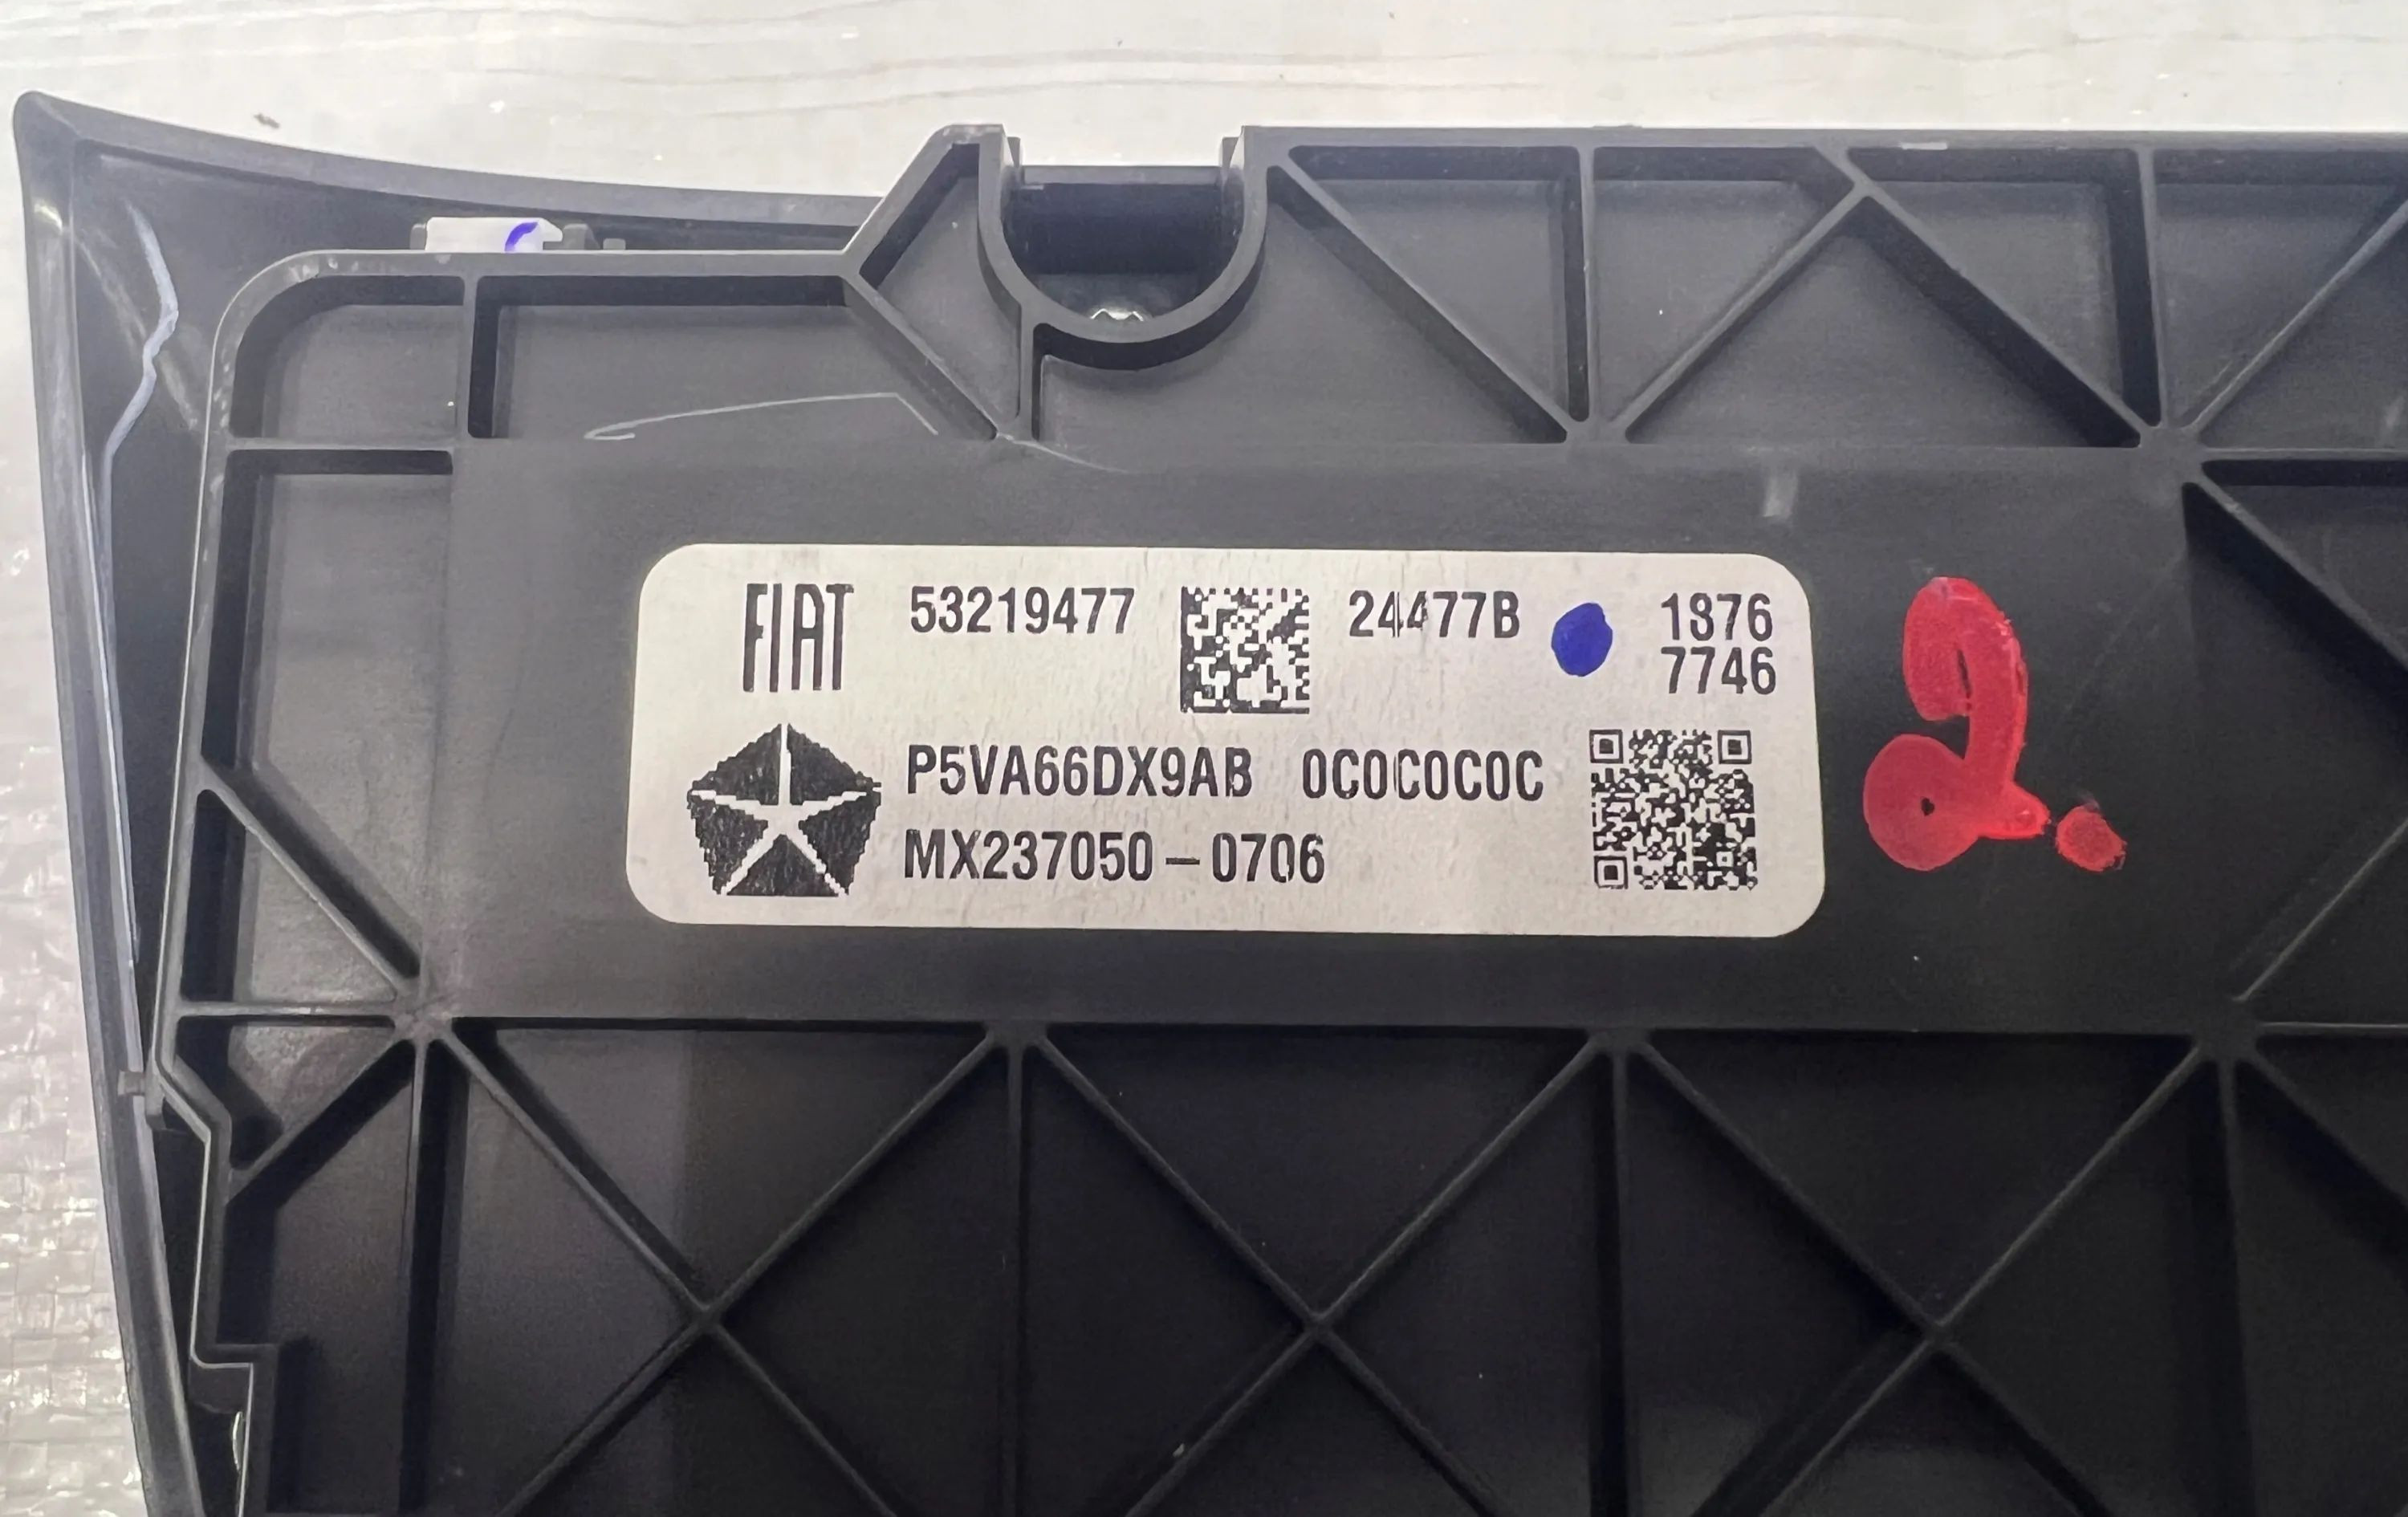 FIAT 53219477 24477B 1876
7746
P5VA66DX9AB 0C0C0C0C
MX237050-0706
2.